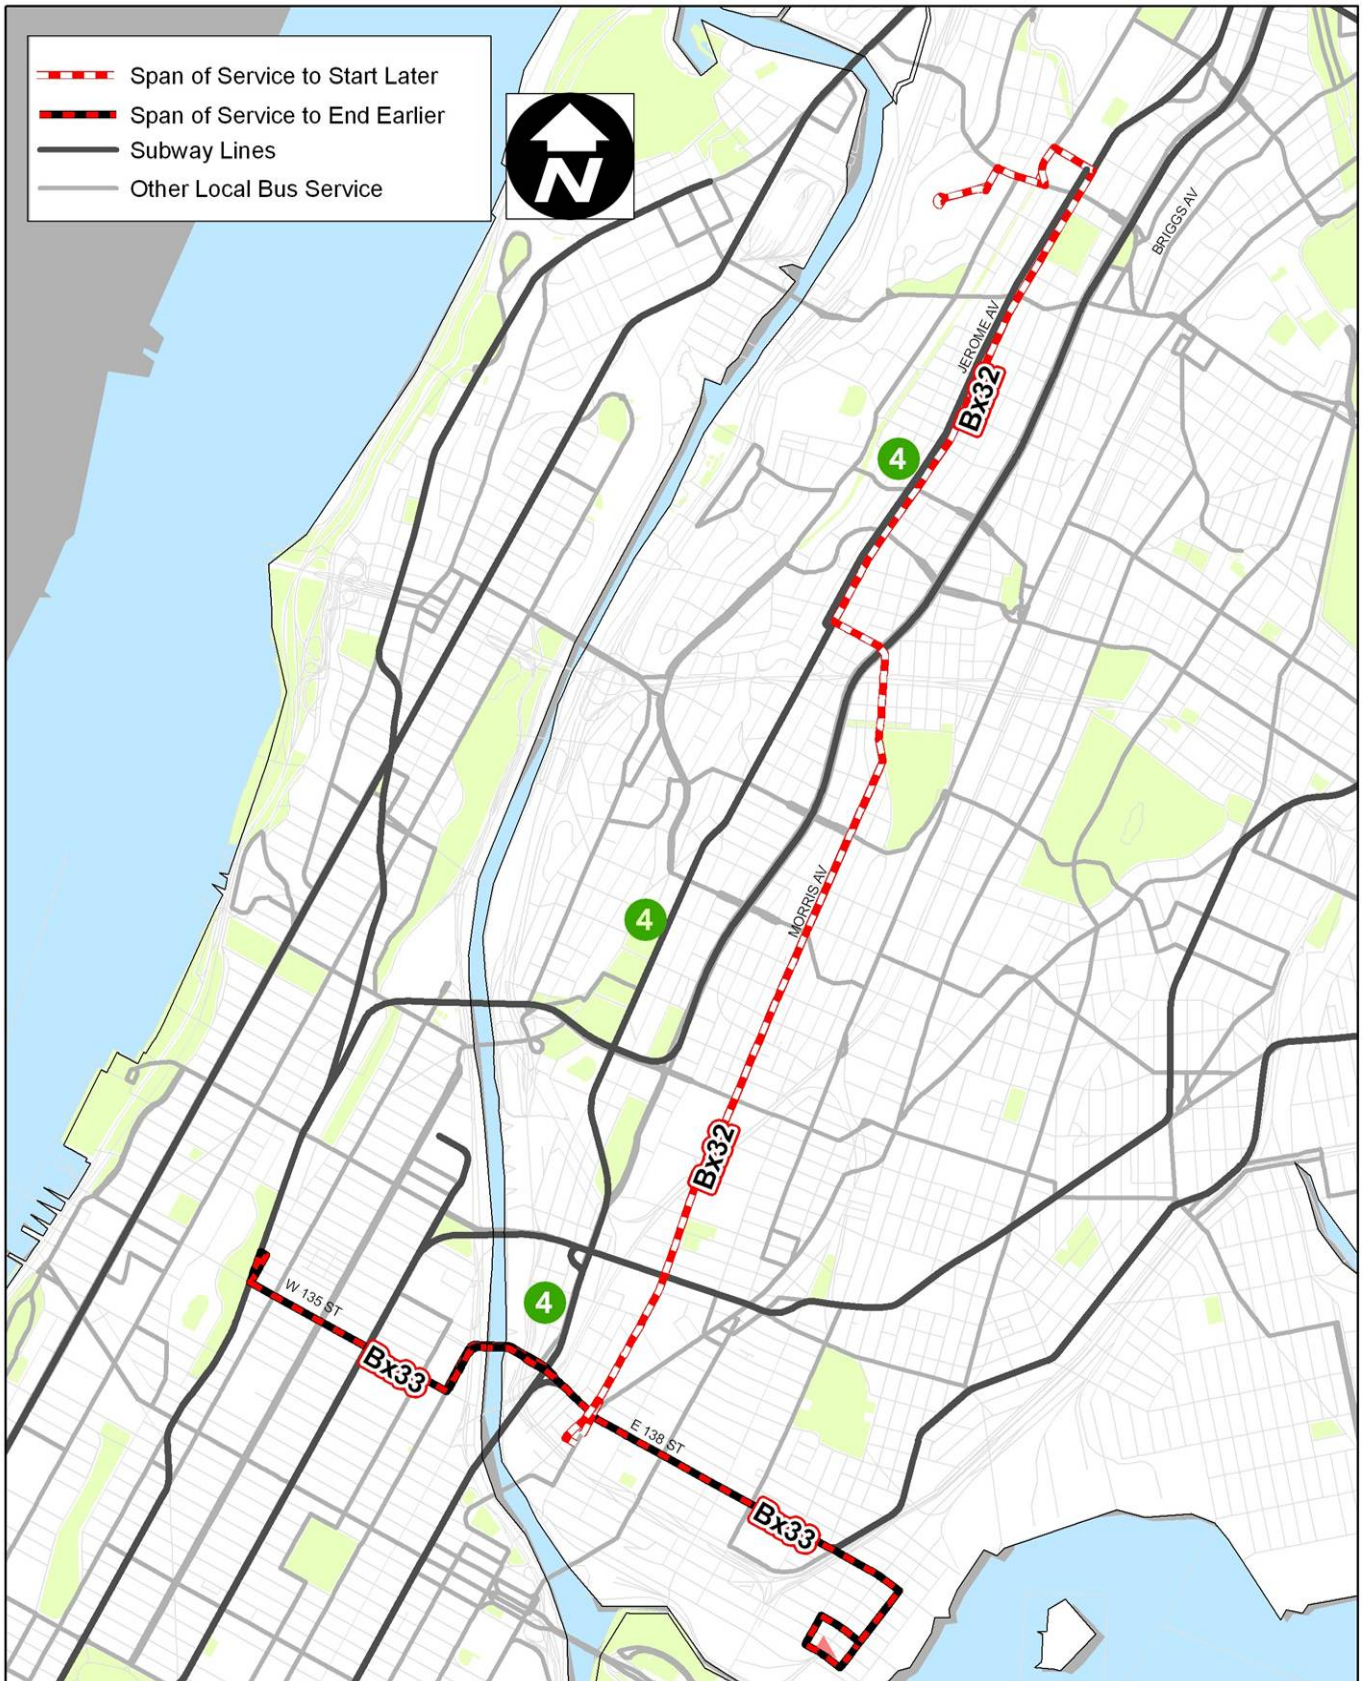 Span of Service to Start Later
Span of Service to End Earlier
Subway Lines
Other Local Bus Service
N
BRIGGS AV
JEROME AV
Bx32
4
MORRIS AV
4
Bx32
W 135 ST
4
Bx33
E 138 ST
Bx33